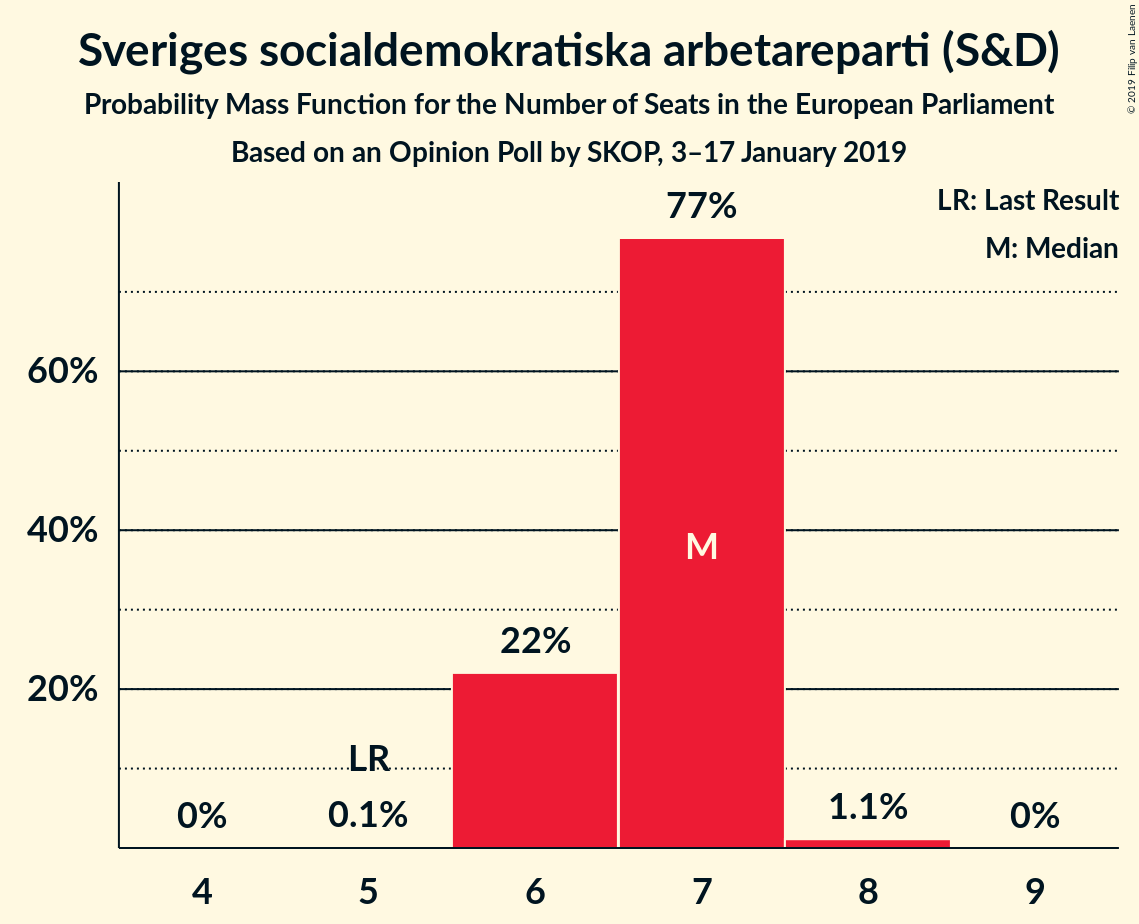 Sveriges socialdemokratiska arbetareparti (S&D)
Probability Mass Function for the Number of Seats in the European Parliament
Based on an Opinion Poll by SKOP, 3–17 January 2019
© 2019 Filip van Laenen
LR: Last Result
M: Median
77%
60%
40%
M
22%
20%
LR
0%
0.1%
1.1%
0%
4 5 6 7 8 9